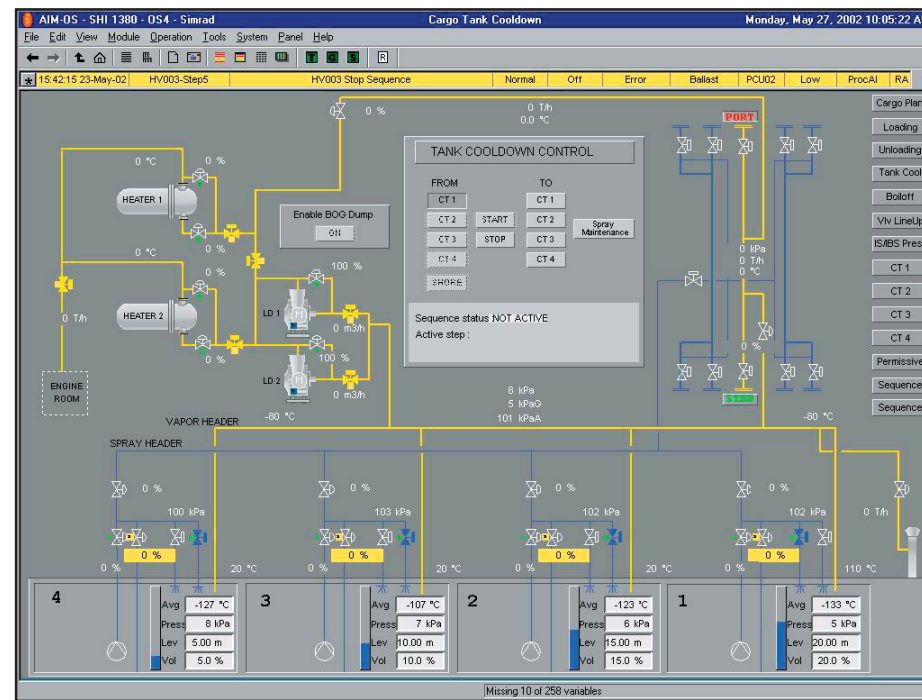 AIM-OS - SHI 1380 - OS4 - Simrad Cargo Tank Cooldown Monday, May 27, 2002 10:05:22 A
File Edit View Module Operation Tools System Panel Help
T G S R
* 15:42:15 23-May-02 HV003-Step5 HV003 Stop Sequence Normal Off Error Ballast PCU02 Low ProcAl RA
Cargo Plan
0 % 0 T/h
0.0 °C
PORT
Loading
TANK COOLDOWN CONTROL
Unloading
0 °C 0 %
Tank Cool
FROM TO
HEATER 1
CT 1 CT 1
Boiloff
Enable BOG Dump
CT 2 START CT 2 Spray Maintenance
Vlv LineUp
ON
CT 3 STOP CT 3
IS/IBS Pres
0 °C 0 %
CT 4 CT 4
0 kPa
0 T/h
0 °C
CT 1
100 %
SHORE
CT 2
0 T/h HEATER 2
LD 1 0 m3/h
Sequence status :NOT ACTIVE
CT 3
Active step :
0 %
CT 4
0 % 100 %
Permissive
ENGINE ROOM
LD 2 0 m3/h
8 kPa
Sequence
5 kPaG
STBD
Sequence
-80 °C 101 kPaA -80 °C
VAPOR HEADER
SPRAY HEADER
0 % 0 % 0 % 0 %
100 kPa 103 kPa 102 kPa 102 kPa 0 T/h
0 % 0 % 0 % 0 %
0 % 20 °C 0 % 20 °C 0 % 20 °C 0 % 110 °C
4 3 2 1
Avg -127 °C Avg -107 °C Avg -123 °C Avg -133 °C
Press 8 kPa Press 7 kPa Press 6 kPa Press 5 kPa
Lev 5.00 m Lev 10.00 m Lev 15.00 m Lev 20.00 m
Vol 5.0 % Vol 10.0 % Vol 15.0 % Vol 20.0 %
Missing 10 of 258 variables